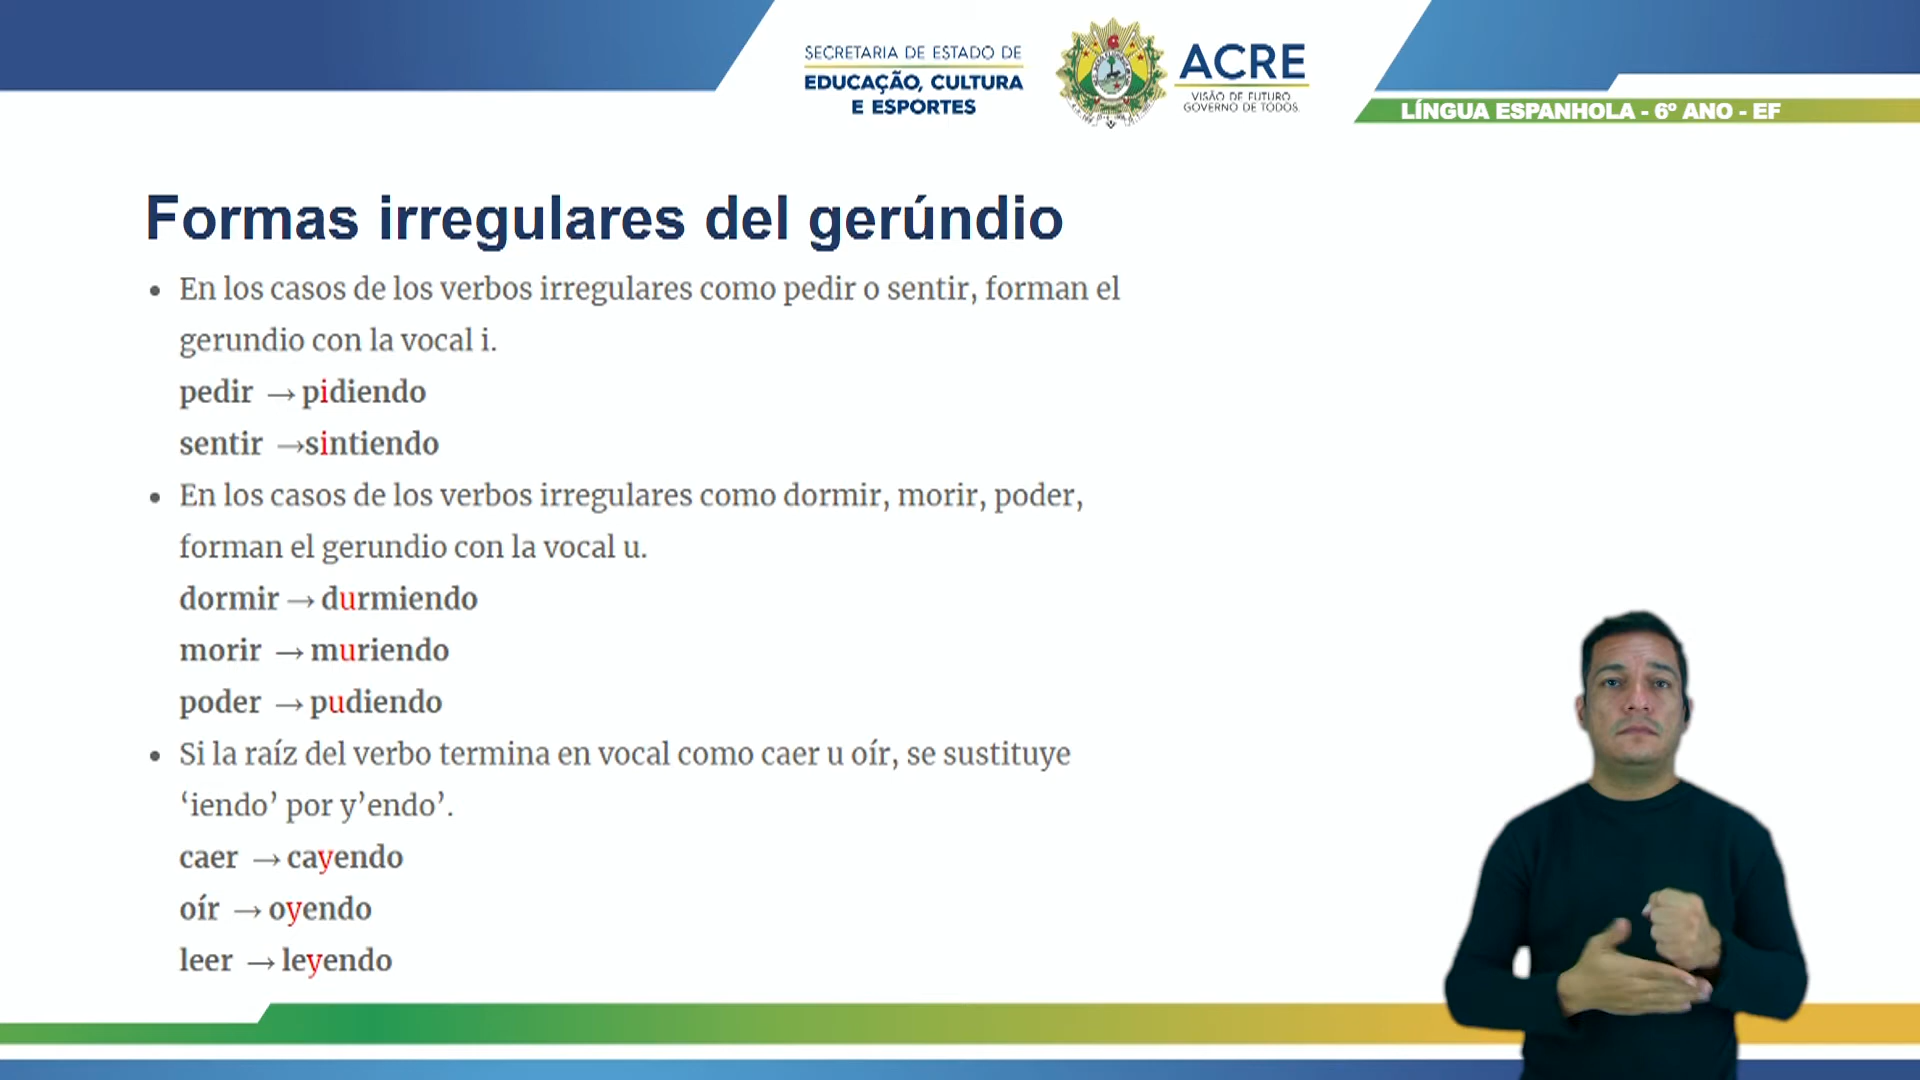 SECRETARIA DE ESTADO DE
EDUCAÇÃO, CULTURA
E ESPORTES
ACRE
VISÃO DE FUTURO
GOVERNO DE TODOS
LÍNGUA ESPANHOLA - 6º ANO - EF
Formas irregulares del gerúndio
• En los casos de los verbos irregulares como pedir o sentir, forman el
gerundio con la vocal i.
pedir → pidiendo
sentir →sintiendo
• En los casos de los verbos irregulares como dormir, morir, poder,
forman el gerundio con la vocal u.
dormir → durmiendo
morir → muriendo
poder → pudiendo
• Si la raíz del verbo termina en vocal como caer u oír, se sustituye
‘iendo’ por y’endo’.
caer → cayendo
oír → oyendo
leer → leyendo